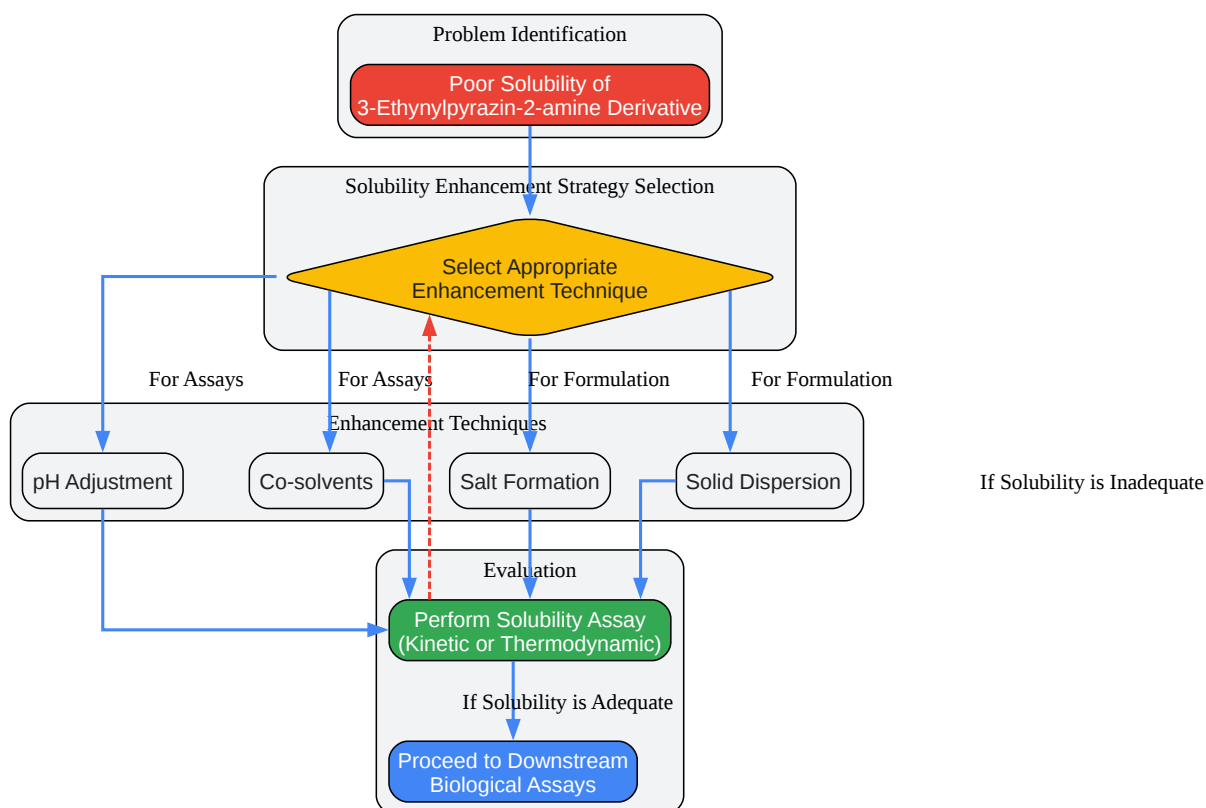 Problem Identification
Poor Solubility of
3-Ethynylpyrazin-2-amine Derivative
Solubility Enhancement Strategy Selection
Select Appropriate
Enhancement Technique
For Assays
For Assays
For Formulation
For Formulation
Enhancement Techniques
pH Adjustment
Co-solvents
Salt Formation
Solid Dispersion
If Solubility is Inadequate
Evaluation
Perform Solubility Assay
(Kinetic or Thermodynamic)
If Solubility is Adequate
Proceed to Downstream
Biological Assays